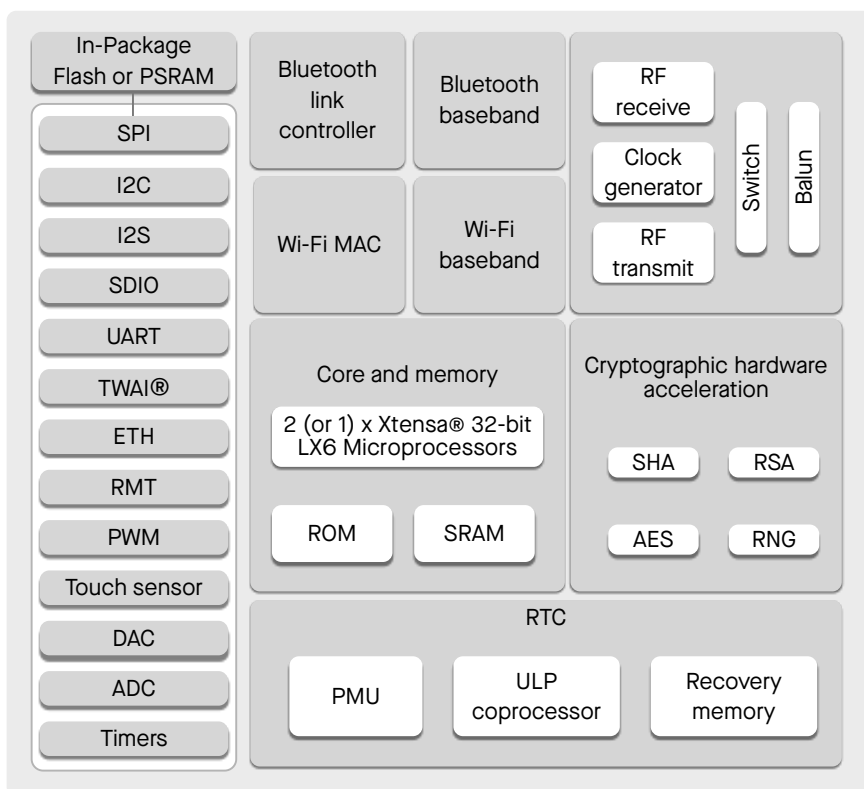 In-Package
Flash or PSRAM
SPI
I2C
I2S
SDIO
UART
TWAI®
ETH
RMT
PWM
Touch sensor
DAC
ADC
Timers
Bluetooth
link
controller
Bluetooth
baseband
Wi-Fi MAC
Wi-Fi
baseband
RF
receive
Clock
generator
RF
transmit
Switch
Balun
Core and memory
2 (or 1) x Xtensa® 32-bit
LX6 Microprocessors
ROM
SRAM
Cryptographic hardware
acceleration
SHA
RSA
AES
RNG
RTC
PMU
ULP
coprocessor
Recovery
memory